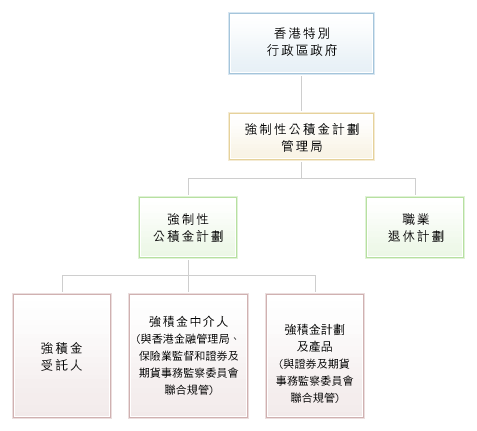 香港特別
行政區政府
強制性公積金計劃
管理局
強制性
公積金計劃
職業
退休計劃
強積金
受託人
強積金中介人
(與香港金融管理局、
保險業監督和證券及
期貨事務監察委員會
聯合規管)
強積金計劃
及產品
(與證券及期貨
事務監察委員會
聯合規管)